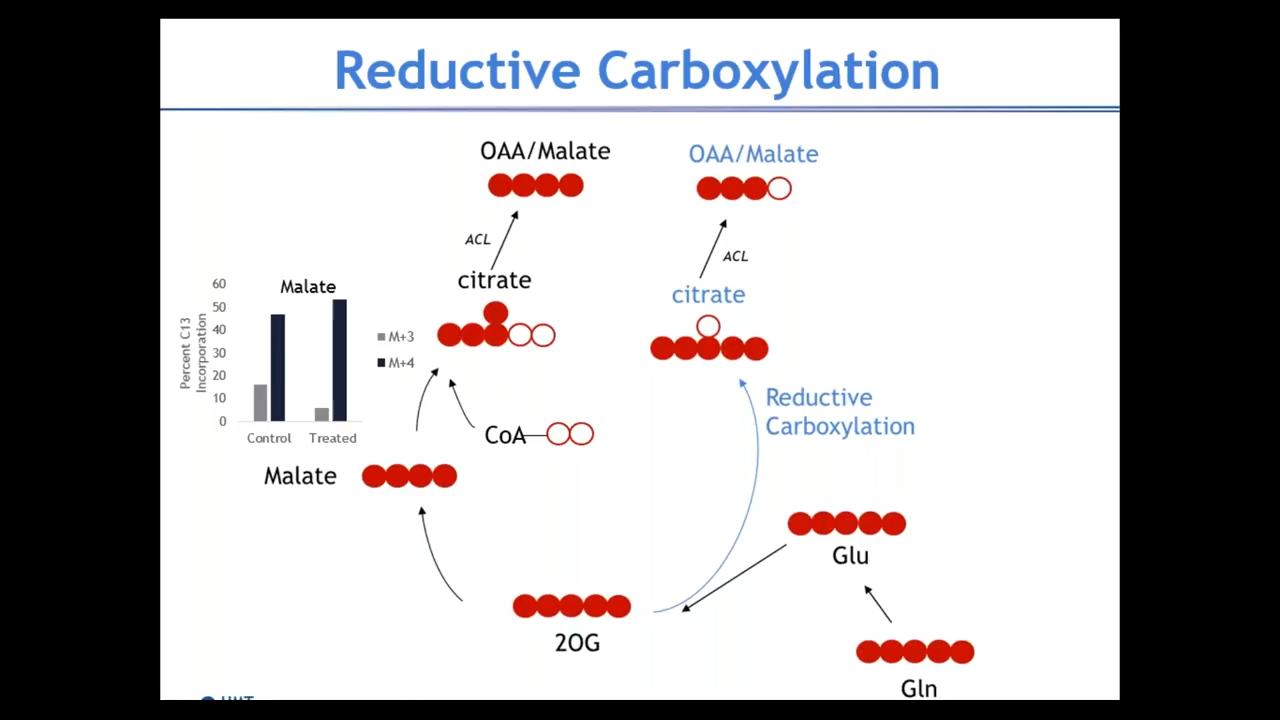 Reductive Carboxylation
OAA/Malate
OAA/Malate
ACL
ACL
citrate
citrate
Malate
60
50
40
30
20
10
0
Percent C13
Incorporation
M+3
M+4
Control
Treated
Reductive
Carboxylation
CoA
Malate
Glu
2OG
Gln